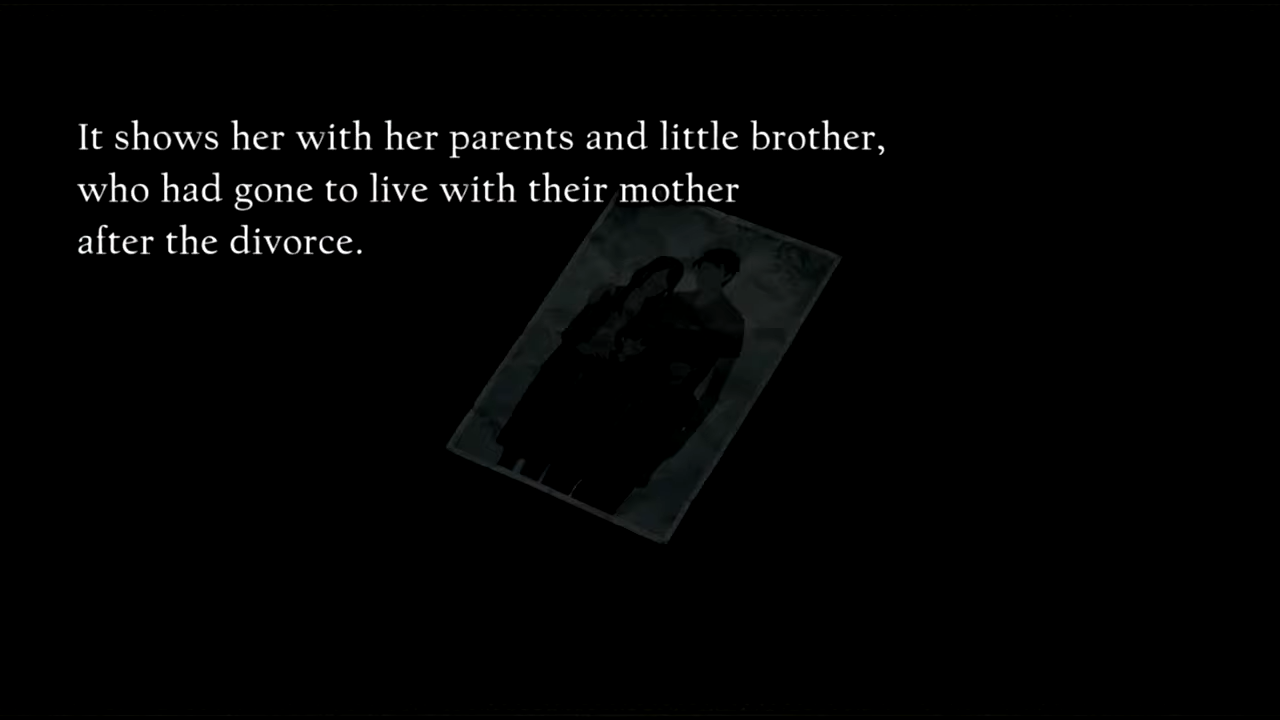 It shows her with her parents and little brother,
who had gone to live with their mother
after the divorce.